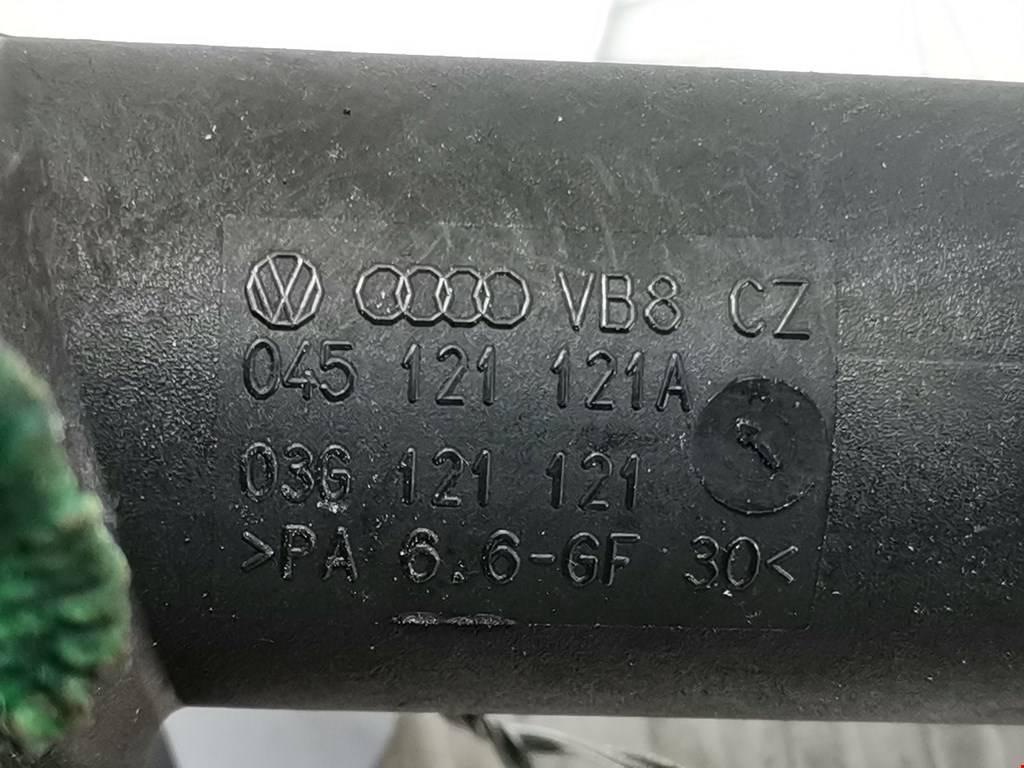 VB8 CZ
045 121 121A
03G 121 121
>PA 6.6-GF 30<